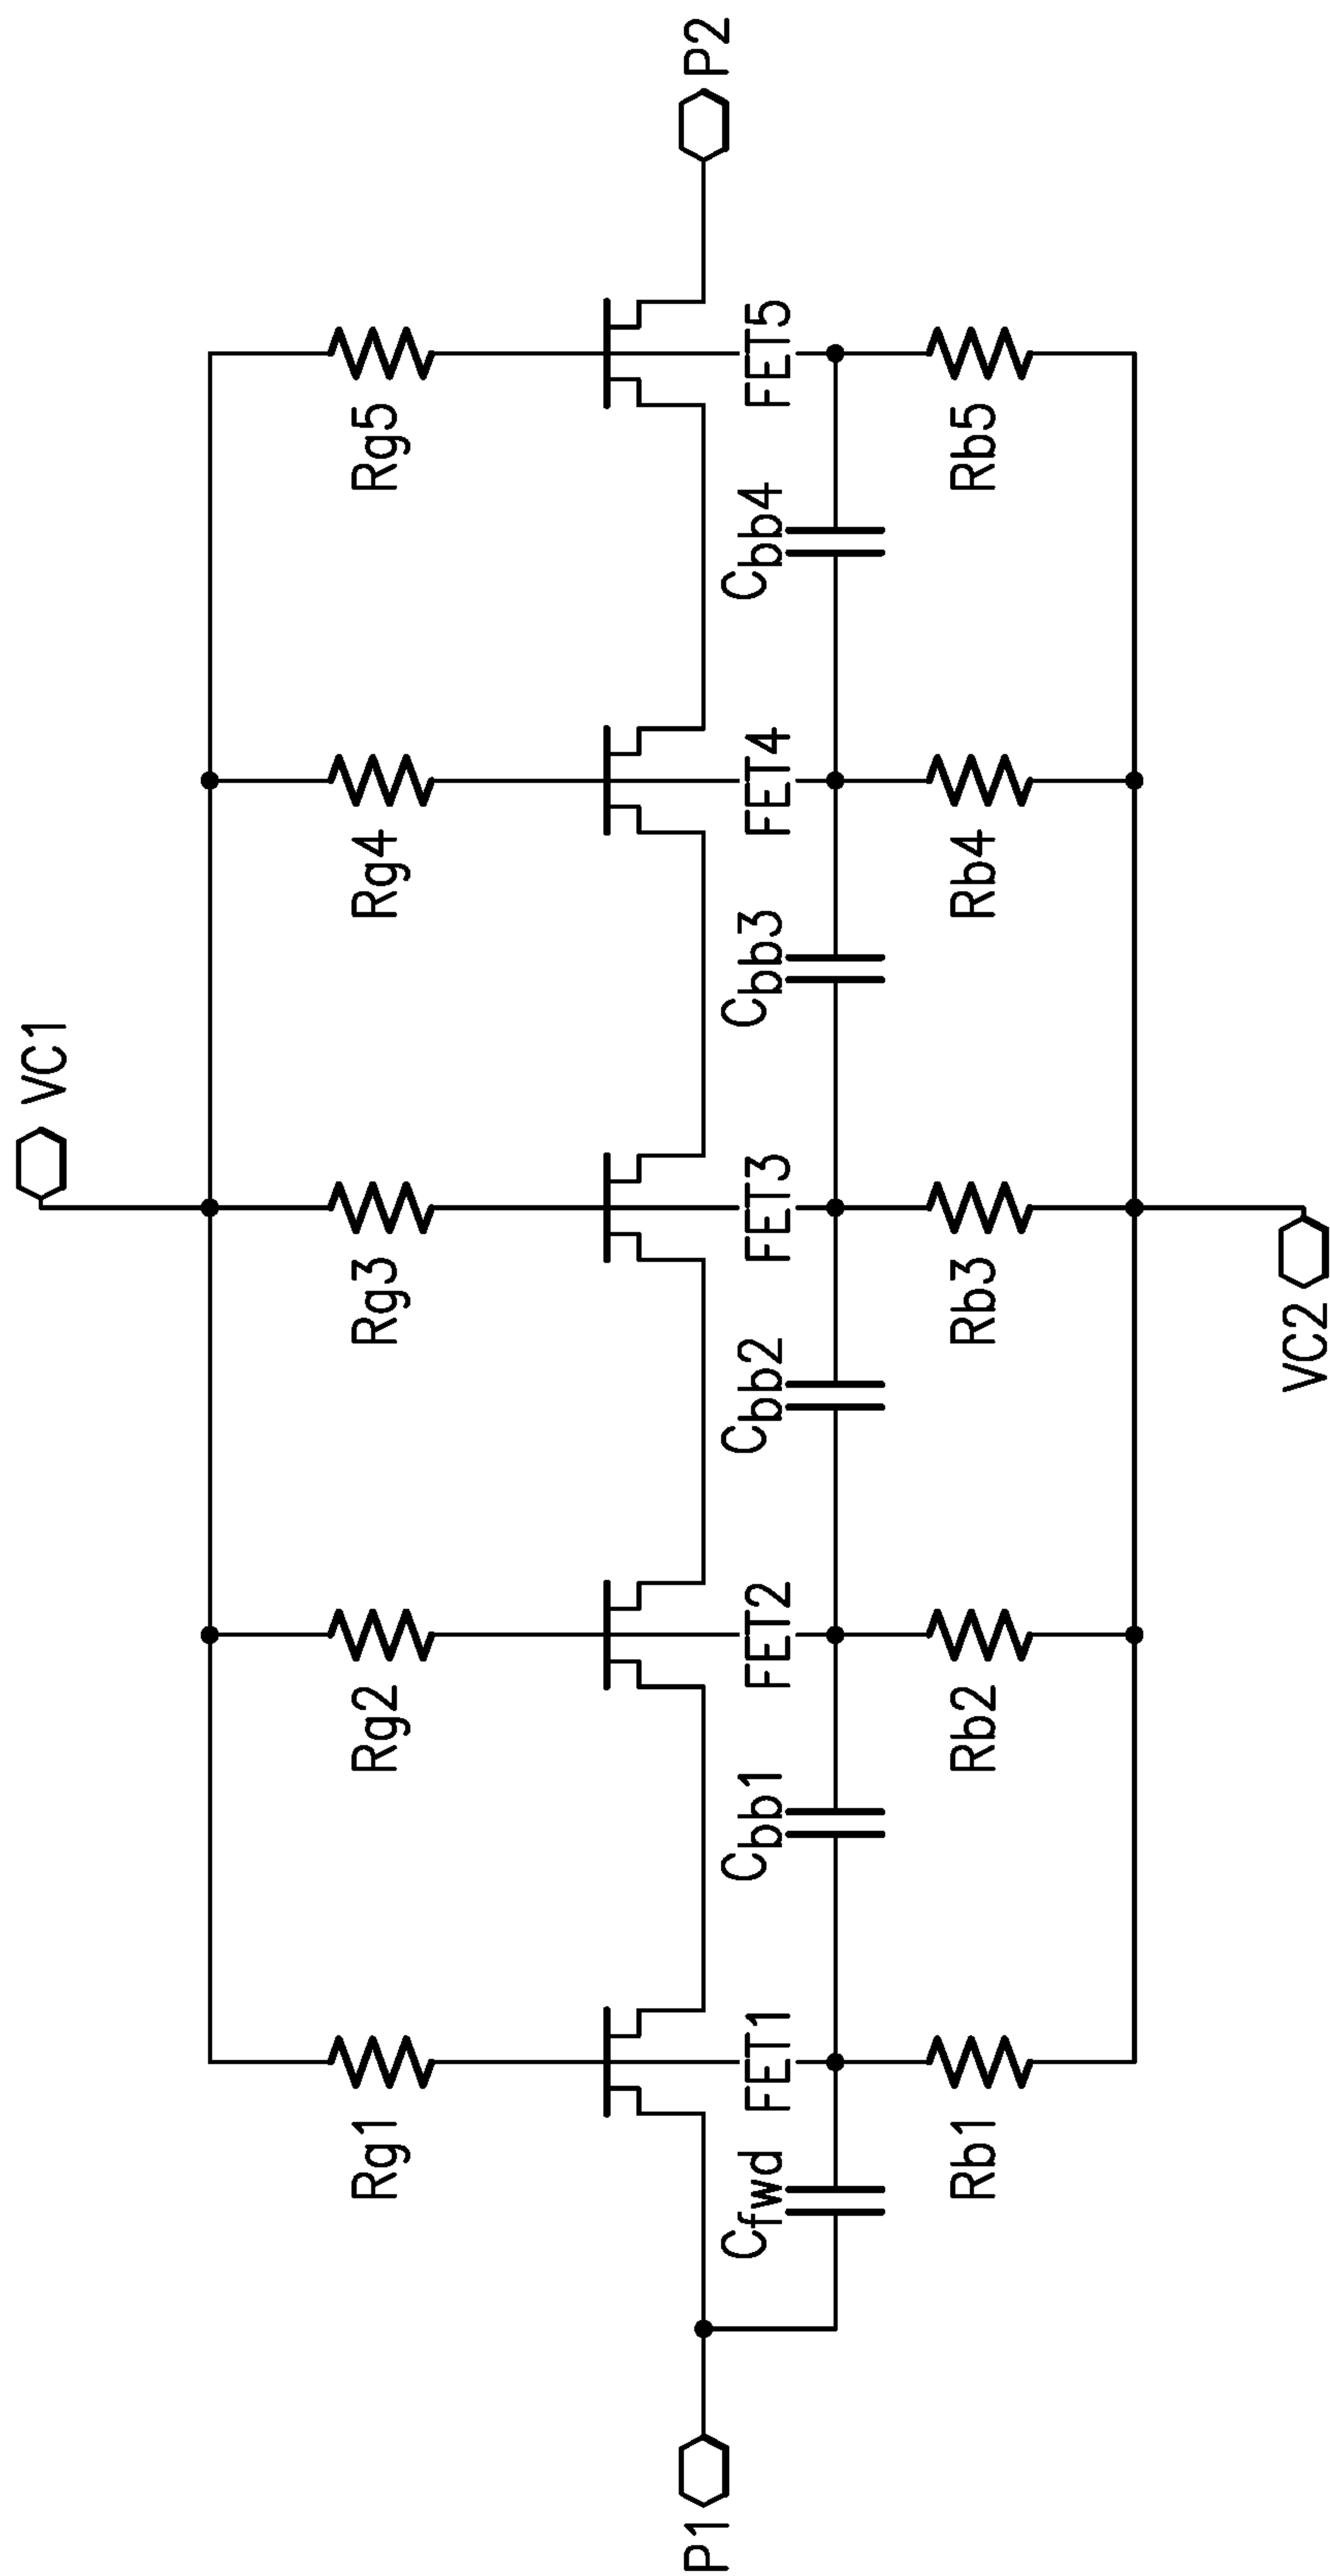 VC1
Rg1
Rg2
Rg3
Rg4
Rg5
P1
P2
FET1
FET2
FET3
FET4
FET5
Cfwd
Cbb1
Cbb2
Cbb3
Cbb4
Rb1
Rb2
Rb3
Rb4
Rb5
VC2